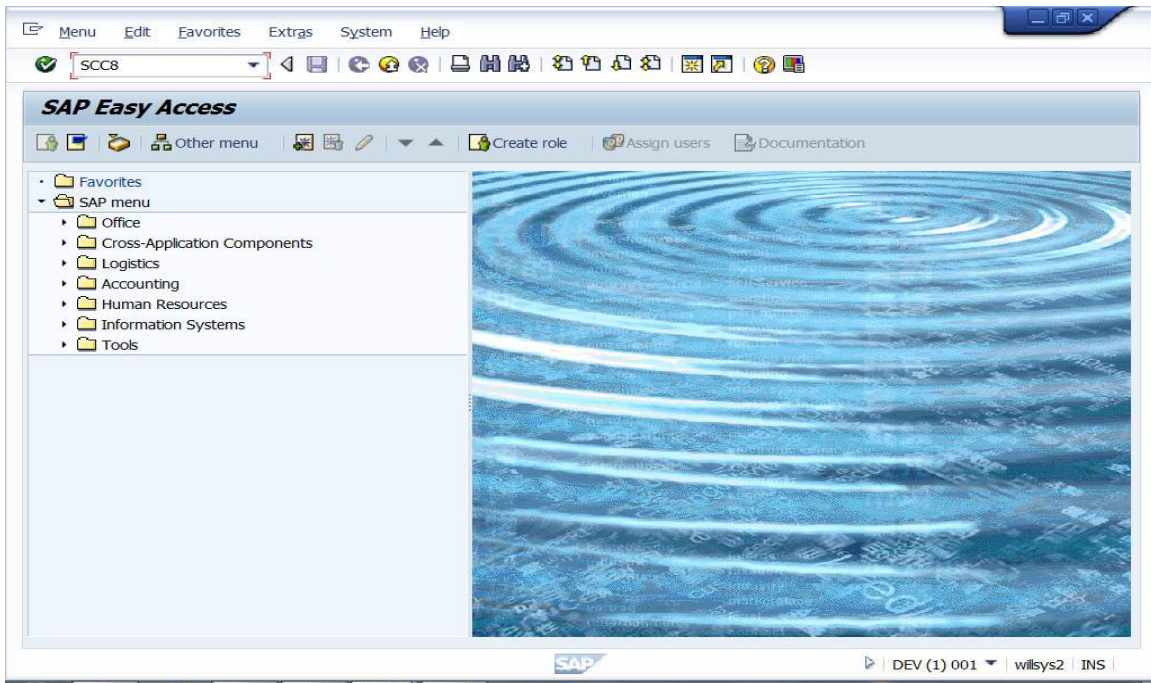 Menu Edit Favorites Extras System Help
SCC8
SAP Easy Access
Other menu Create role Assign users Documentation
Favorites
SAP menu
Office
Cross-Application Components
Logistics
Accounting
Human Resources
Information Systems
Tools
SAP DEV (1) 001 willsys2 INS